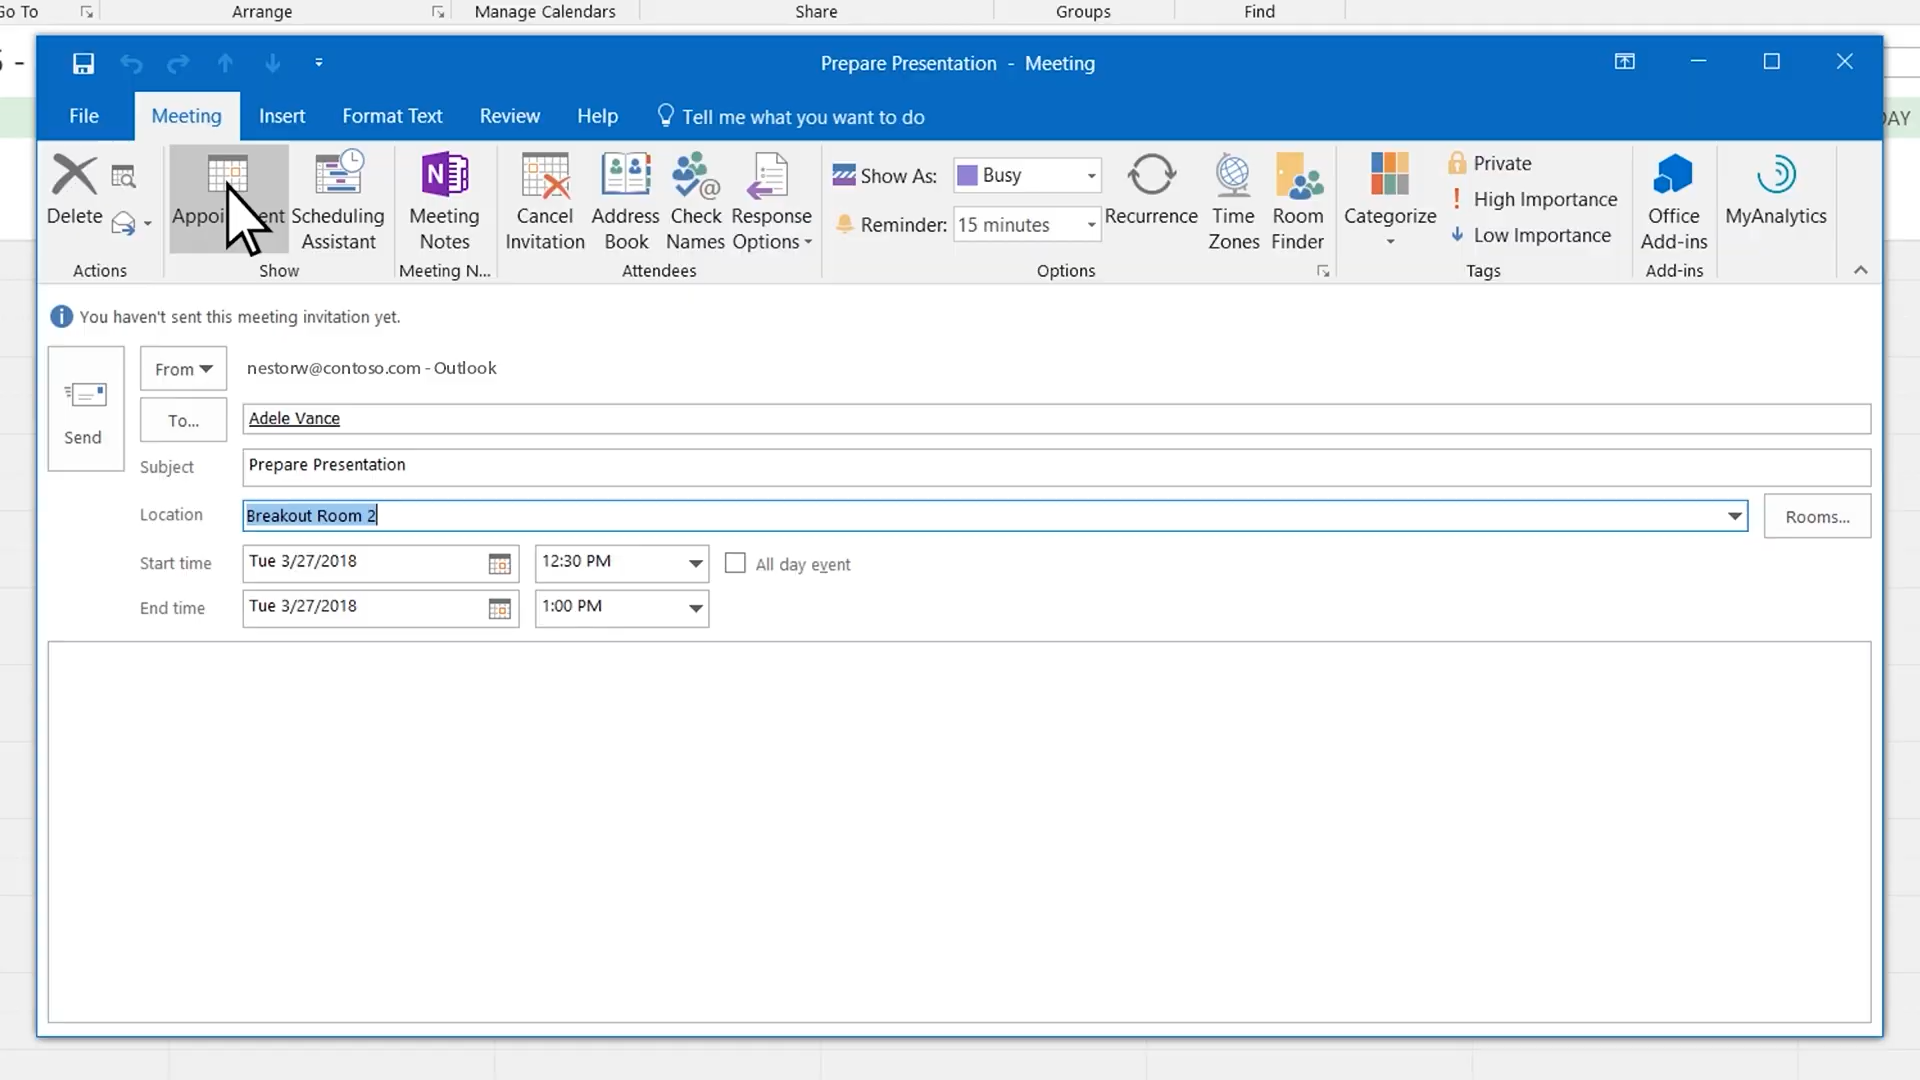 Go To Arrange Manage Calendars Share Groups Find
Prepare Presentation - Meeting
File Meeting Insert Format Text Review Help Tell me what you want to do
Delete
Scheduling Assistant
Meeting Notes
Cancel Invitation
Address Book
Check Names
Response Options
Show As: Busy
Reminder: 15 minutes
Recurrence
Time Zones
Room Finder
Categorize
Private
High Importance
Low Importance
Office Add-ins
MyAnalytics
Actions Show Meeting N... Attendees Options Tags Add-ins
You haven't sent this meeting invitation yet.
Send
From nestorw@contoso.com - Outlook
To... Adele Vance
Subject Prepare Presentation
Location Breakout Room 2 Rooms...
Start time Tue 3/27/2018 12:30 PM All day event
End time Tue 3/27/2018 1:00 PM